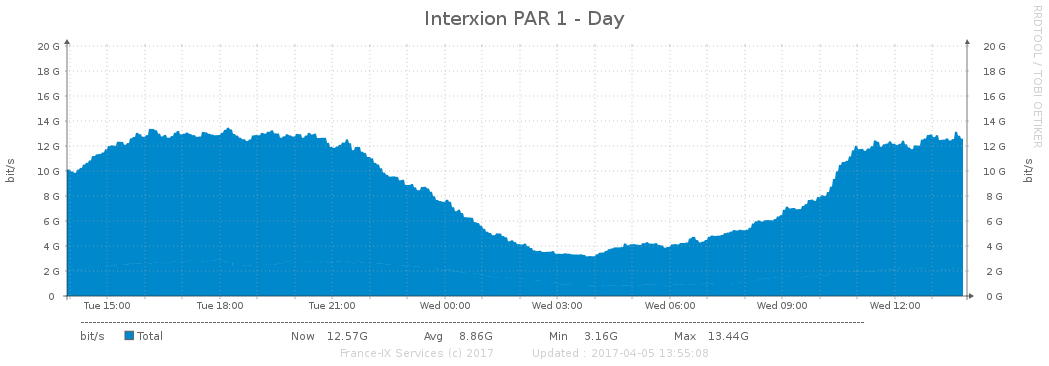 Interxion PAR 1 - Day
RRDTOOL / TOBI OETIKER
20 G 20 G
18 G 18 G
16 G 16 G
14 G 14 G
12 G 12 G
10 G 10 G
8 G 8 G
6 G 6 G
4 G 4 G
2 G 2 G
0 0 G
bit/s bit/s
Tue 15:00 Tue 18:00 Tue 21:00 Wed 00:00 Wed 03:00 Wed 06:00 Wed 09:00 Wed 12:00
bit/s Total Now 12.57G Avg 8.86G Min 3.16G Max 13.44G
France-IX Services (c) 2017 Updated : 2017-04-05 13:55:08